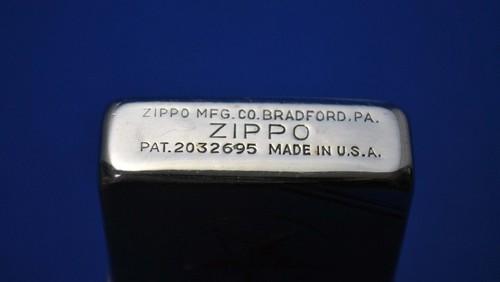 ZIPPO MFG. CO. BRADFORD, PA.
ZIPPO
PAT. 2032695 MADE IN U.S.A.